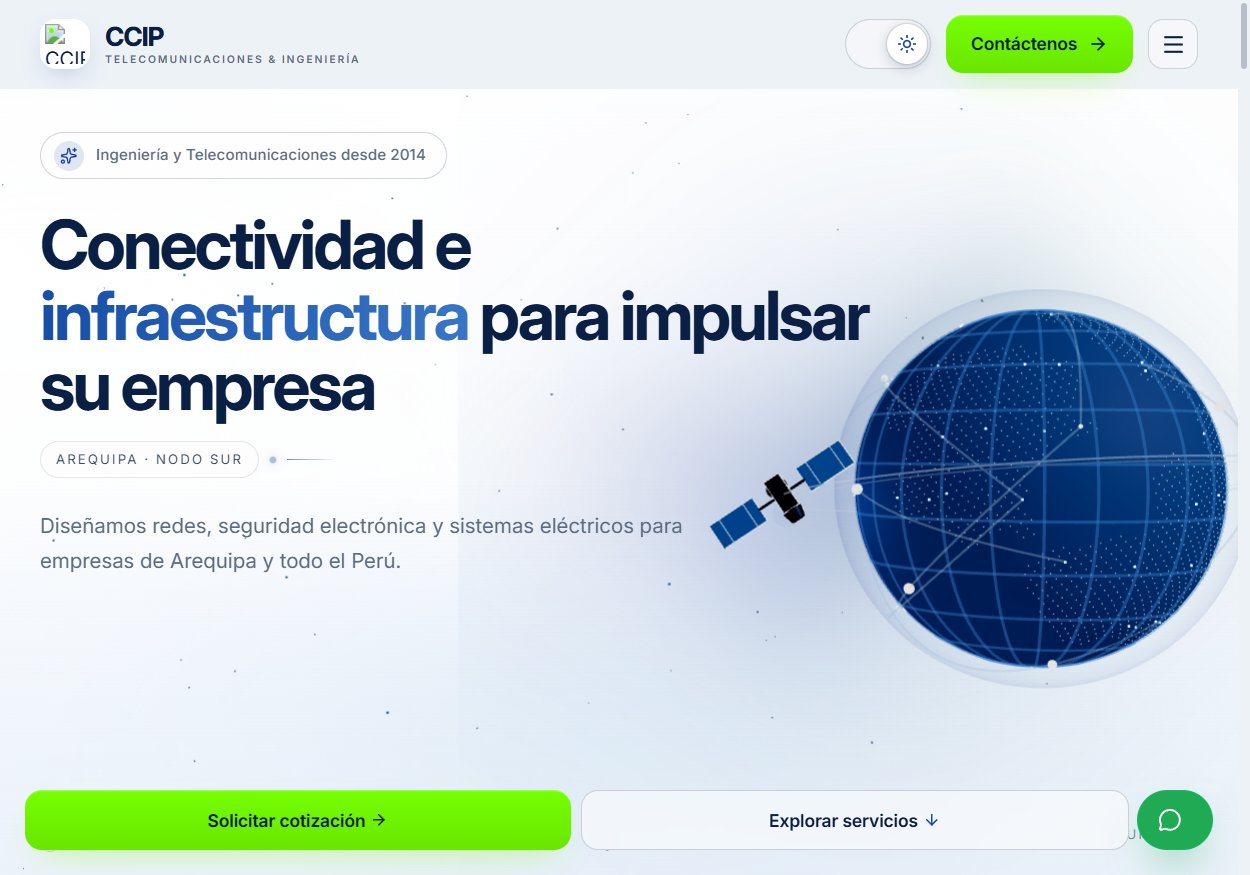 CCIP
CCIP
TELECOMUNICACIONES & INGENIERÍA
Contáctenos
Ingeniería y Telecomunicaciones desde 2014
Conectividad e
infraestructura para impulsar
su empresa
AREQUIPA · NODO SUR
Diseñamos redes, seguridad electrónica y sistemas eléctricos para
empresas de Arequipa y todo el Perú.
Solicitar cotización
Explorar servicios